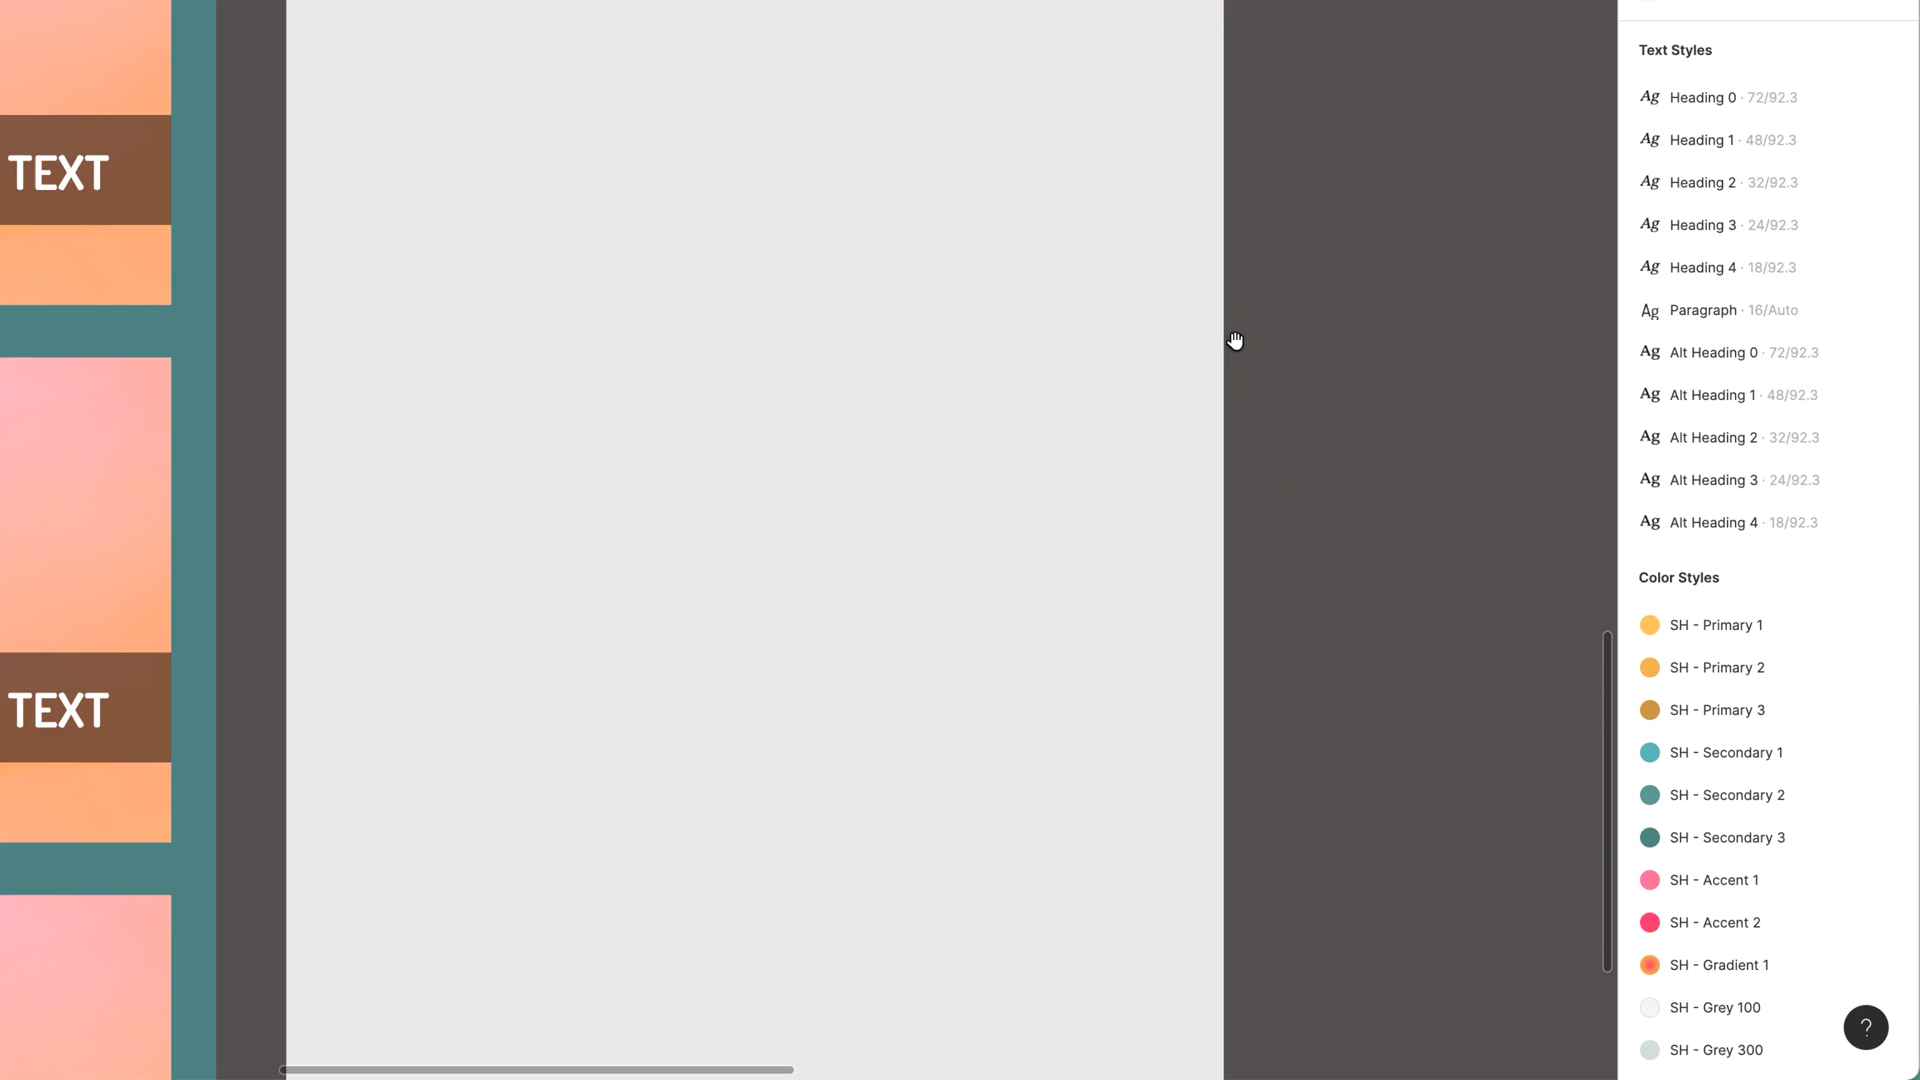 TEXT
TEXT
Text Styles
Ag Heading 0 · 72/92.3
Ag Heading 1 · 48/92.3
Ag Heading 2 · 32/92.3
Ag Heading 3 · 24/92.3
Ag Heading 4 · 18/92.3
Ag Paragraph · 16/Auto
Ag Alt Heading 0 · 72/92.3
Ag Alt Heading 1 · 48/92.3
Ag Alt Heading 2 · 32/92.3
Ag Alt Heading 3 · 24/92.3
Ag Alt Heading 4 · 18/92.3
Color Styles
SH - Primary 1
SH - Primary 2
SH - Primary 3
SH - Secondary 1
SH - Secondary 2
SH - Secondary 3
SH - Accent 1
SH - Accent 2
SH - Gradient 1
SH - Grey 100
SH - Grey 300
?